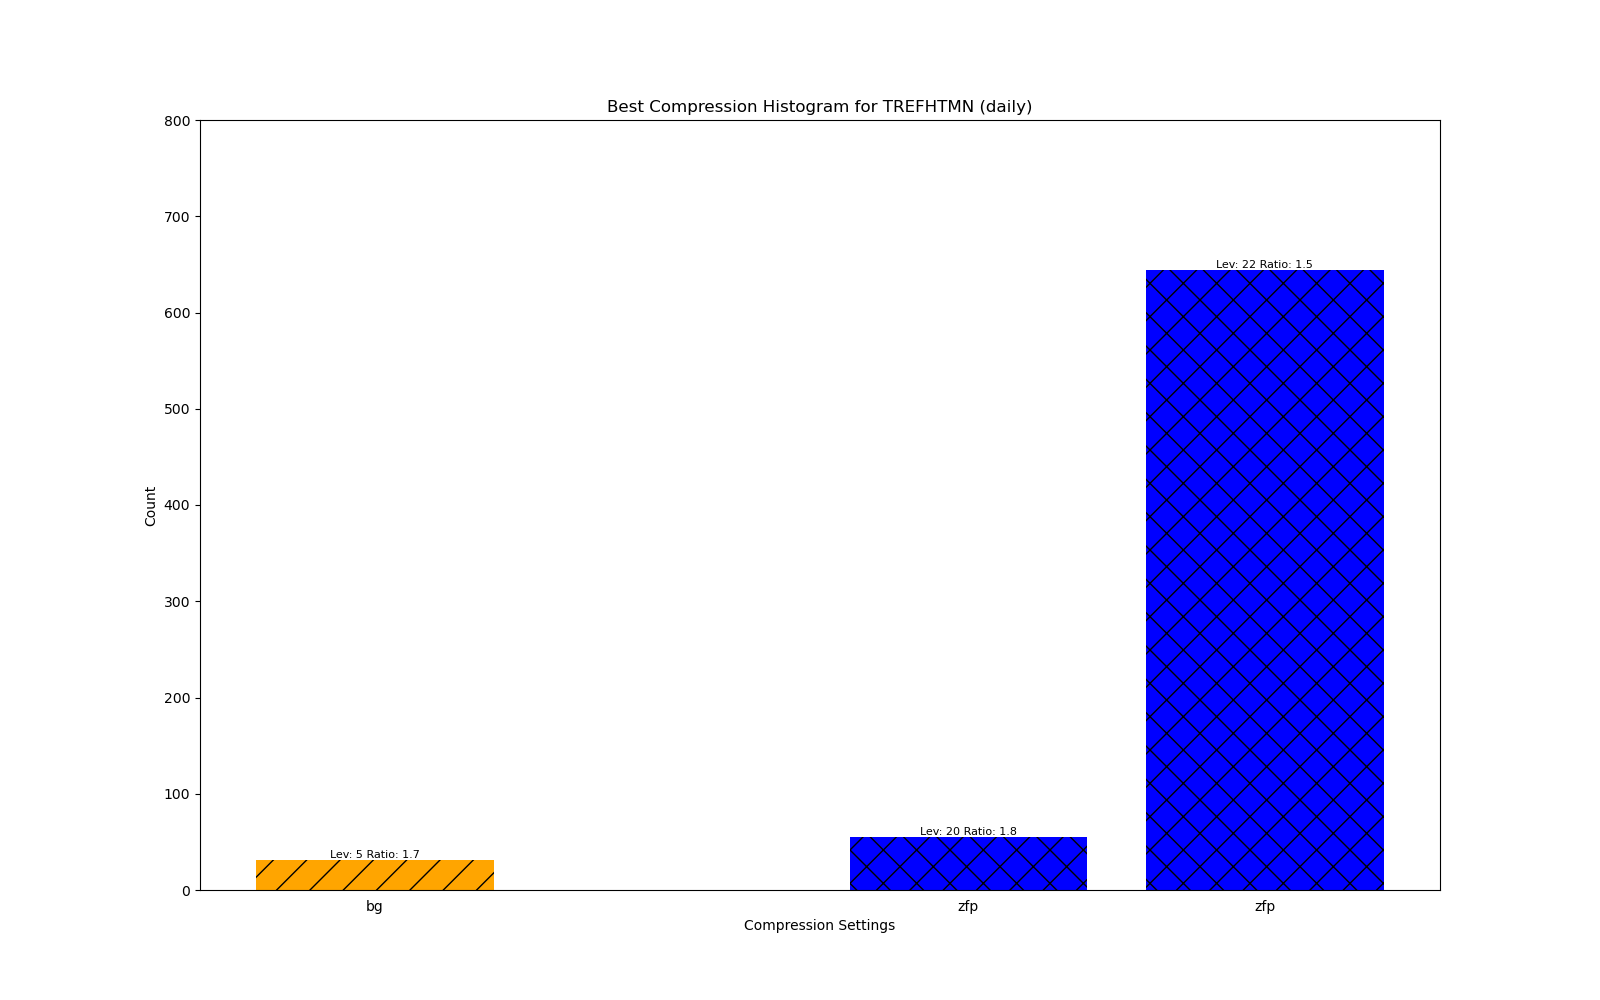 Best Compression Histogram for TREFHTMN (daily)
800
700
600
500
400
300
200
100
0
Count
Lev: 5 Ratio: 1.7
Lev: 20 Ratio: 1.8
Lev: 22 Ratio: 1.5
bg
zfp
zfp
Compression Settings